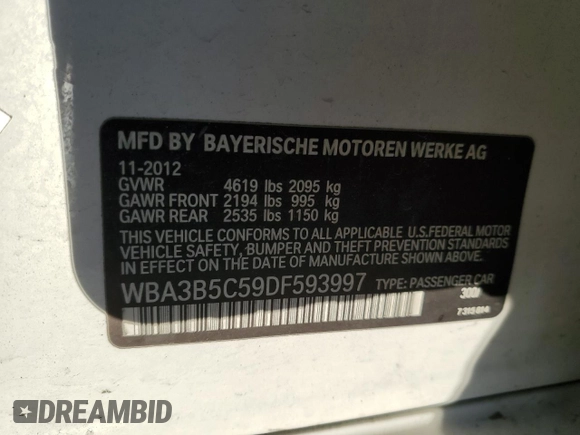 MFD BY BAYERISCHE MOTOREN WERKE AG
11-2012
GVWR 4619 lbs 2095 kg
GAWR FRONT 2194 lbs 995 kg
GAWR REAR 2535 lbs 1150 kg
THIS VEHICLE CONFORMS TO ALL APPLICABLE U.S.FEDERAL MOTOR
VEHICLE SAFETY, BUMPER AND THEFT PREVENTION STANDARDS
IN EFFECT ON THE DATE OF MANUFACTURE SHOWN ABOVE.
WBA3B5C59DF593997 TYPE: PASSENGER CAR
300
DREAMBID